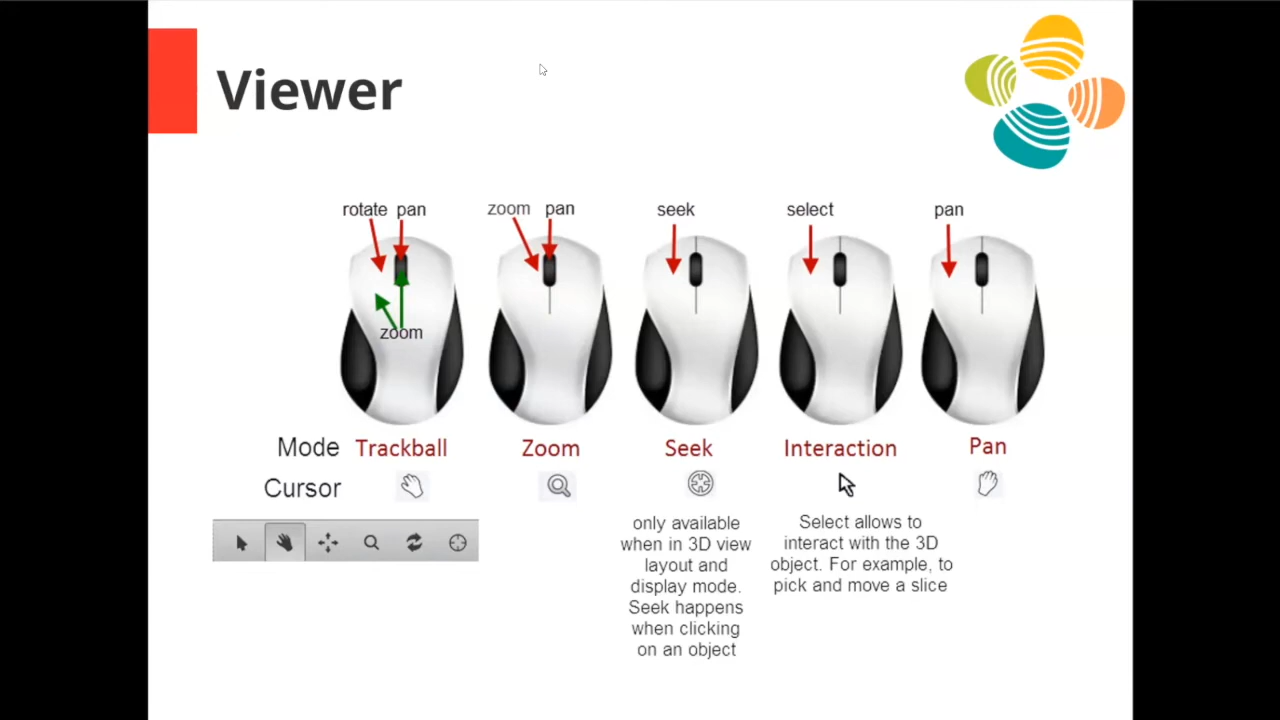 Viewer
rotate pan
zoom pan
seek
select
pan
zoom
Mode Trackball Zoom Seek Interaction Pan
Cursor
only available
when in 3D view
layout and
display mode.
Seek happens
when clicking
on an object
Select allows to
interact with the 3D
object. For example, to
pick and move a slice